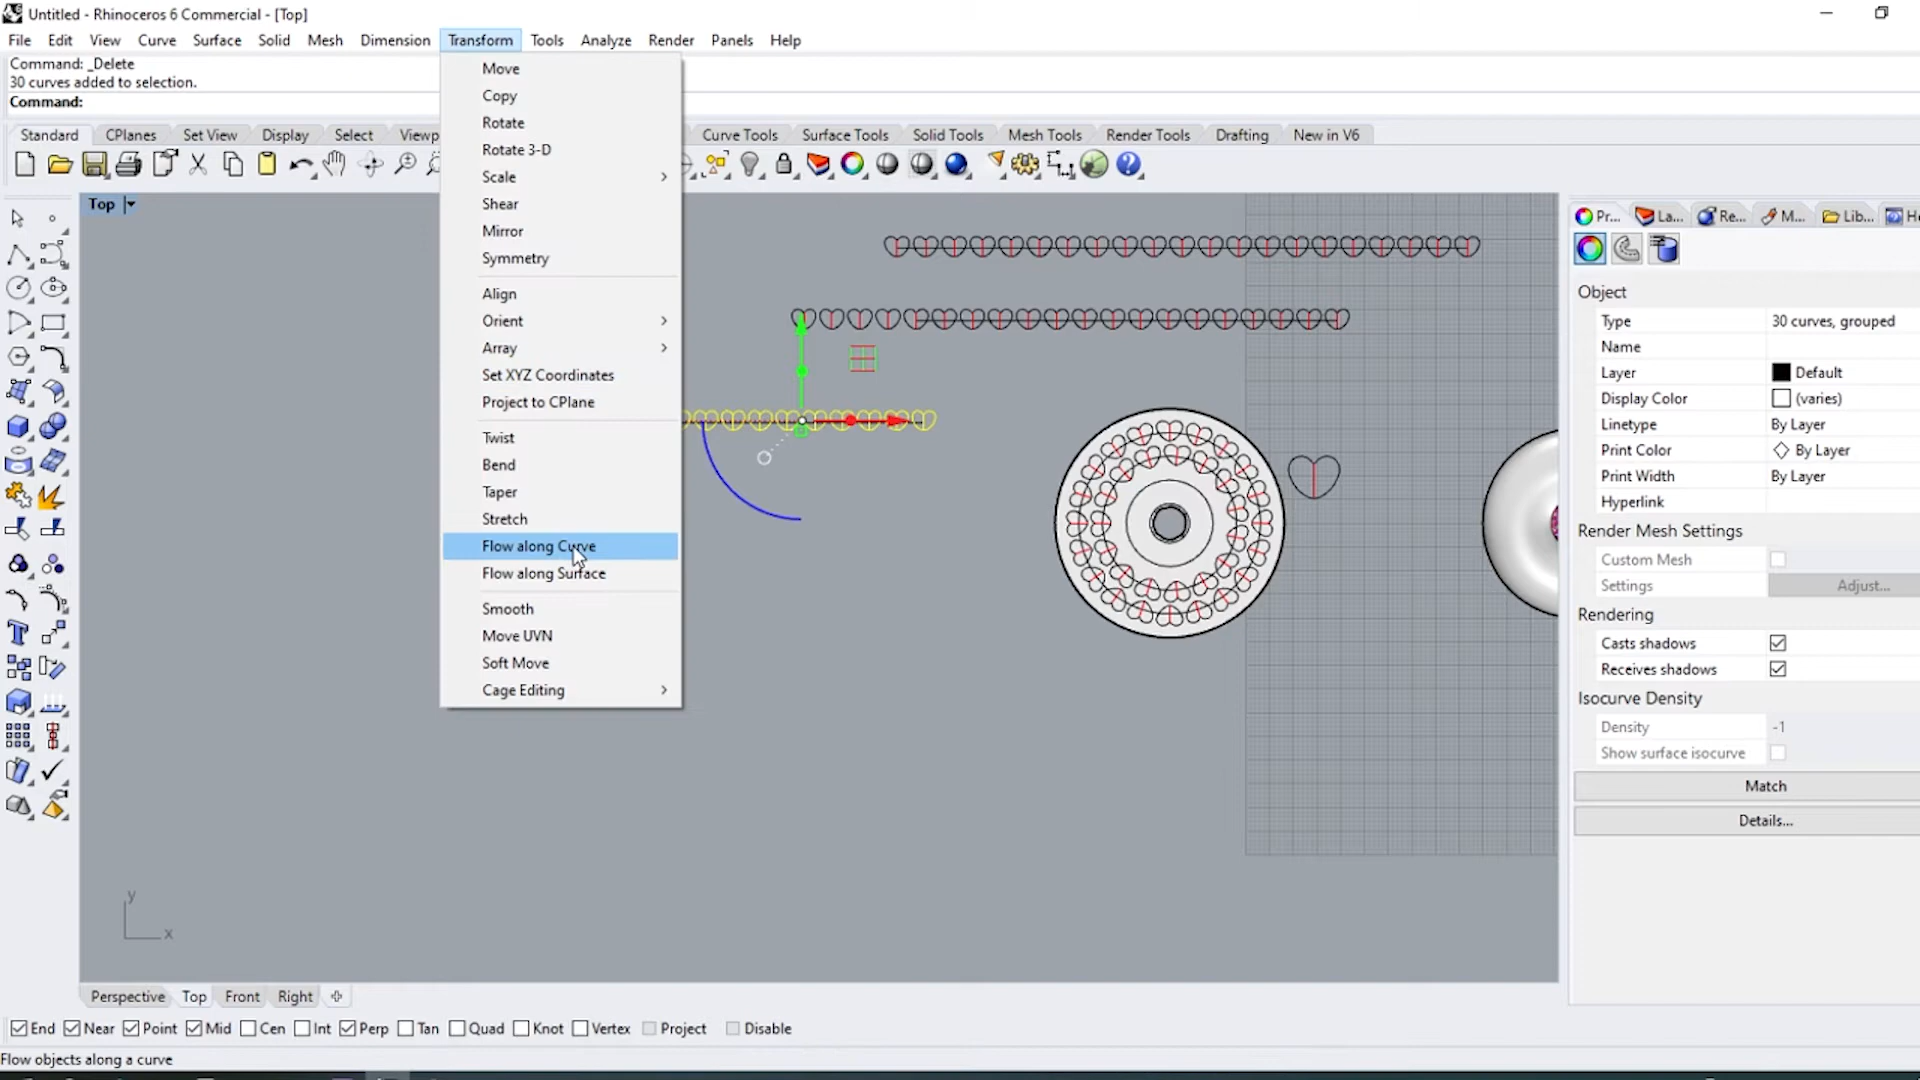 Untitled - Rhinoceros 6 Commercial - [Top]
File Edit View Curve Surface Solid Mesh Dimension Transform Tools Analyze Render Panels Help
Command: _Delete
30 curves added to selection.
Command:
Standard CPlanes Set View Display Select Viewp Curve Tools Surface Tools Solid Tools Mesh Tools Render Tools Drafting New in V6
Top
Move
Copy
Rotate
Rotate 3-D
Scale
Shear
Mirror
Symmetry
Align
Orient
Array
Set XYZ Coordinates
Project to CPlane
Twist
Bend
Taper
Stretch
Flow along Curve
Flow along Surface
Smooth
Move UVN
Soft Move
Cage Editing
Pr... La... Re... M... Lib... He
Object
Type 30 curves, grouped
Name
Layer Default
Display Color (varies)
Linetype By Layer
Print Color By Layer
Print Width By Layer
Hyperlink
Render Mesh Settings
Custom Mesh
Settings Adjust...
Rendering
Casts shadows
Receives shadows
Isocurve Density
Density -1
Show surface isocurve
Match
Details...
y
x
Perspective Top Front Right
End Near Point Mid Cen Int Perp Tan Quad Knot Vertex Project Disable
Flow objects along a curve